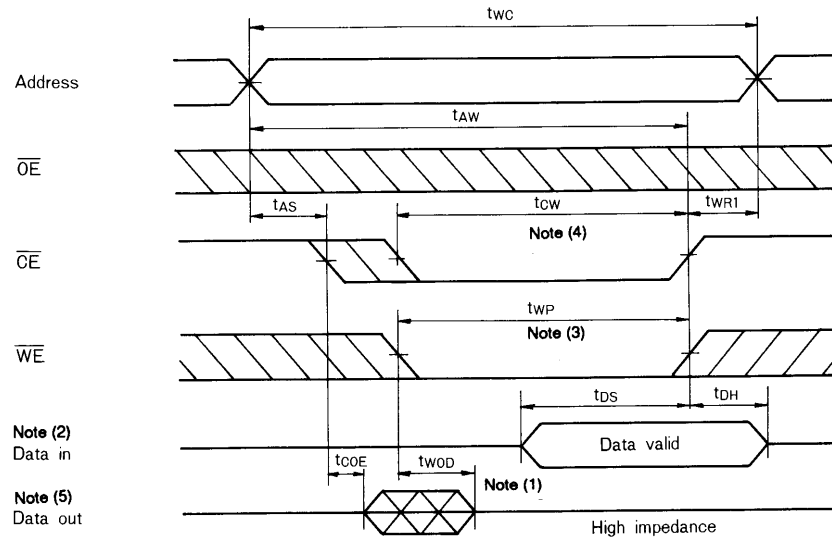 tWC
Address
tAW
OE
tAS
tCW
tWR1
Note (4)
CE
tWP
Note (3)
WE
tDS
tDH
Note (2)
Data in
Data valid
tCOE
tWOD
Note (1)
Note (5)
Data out
High impedance